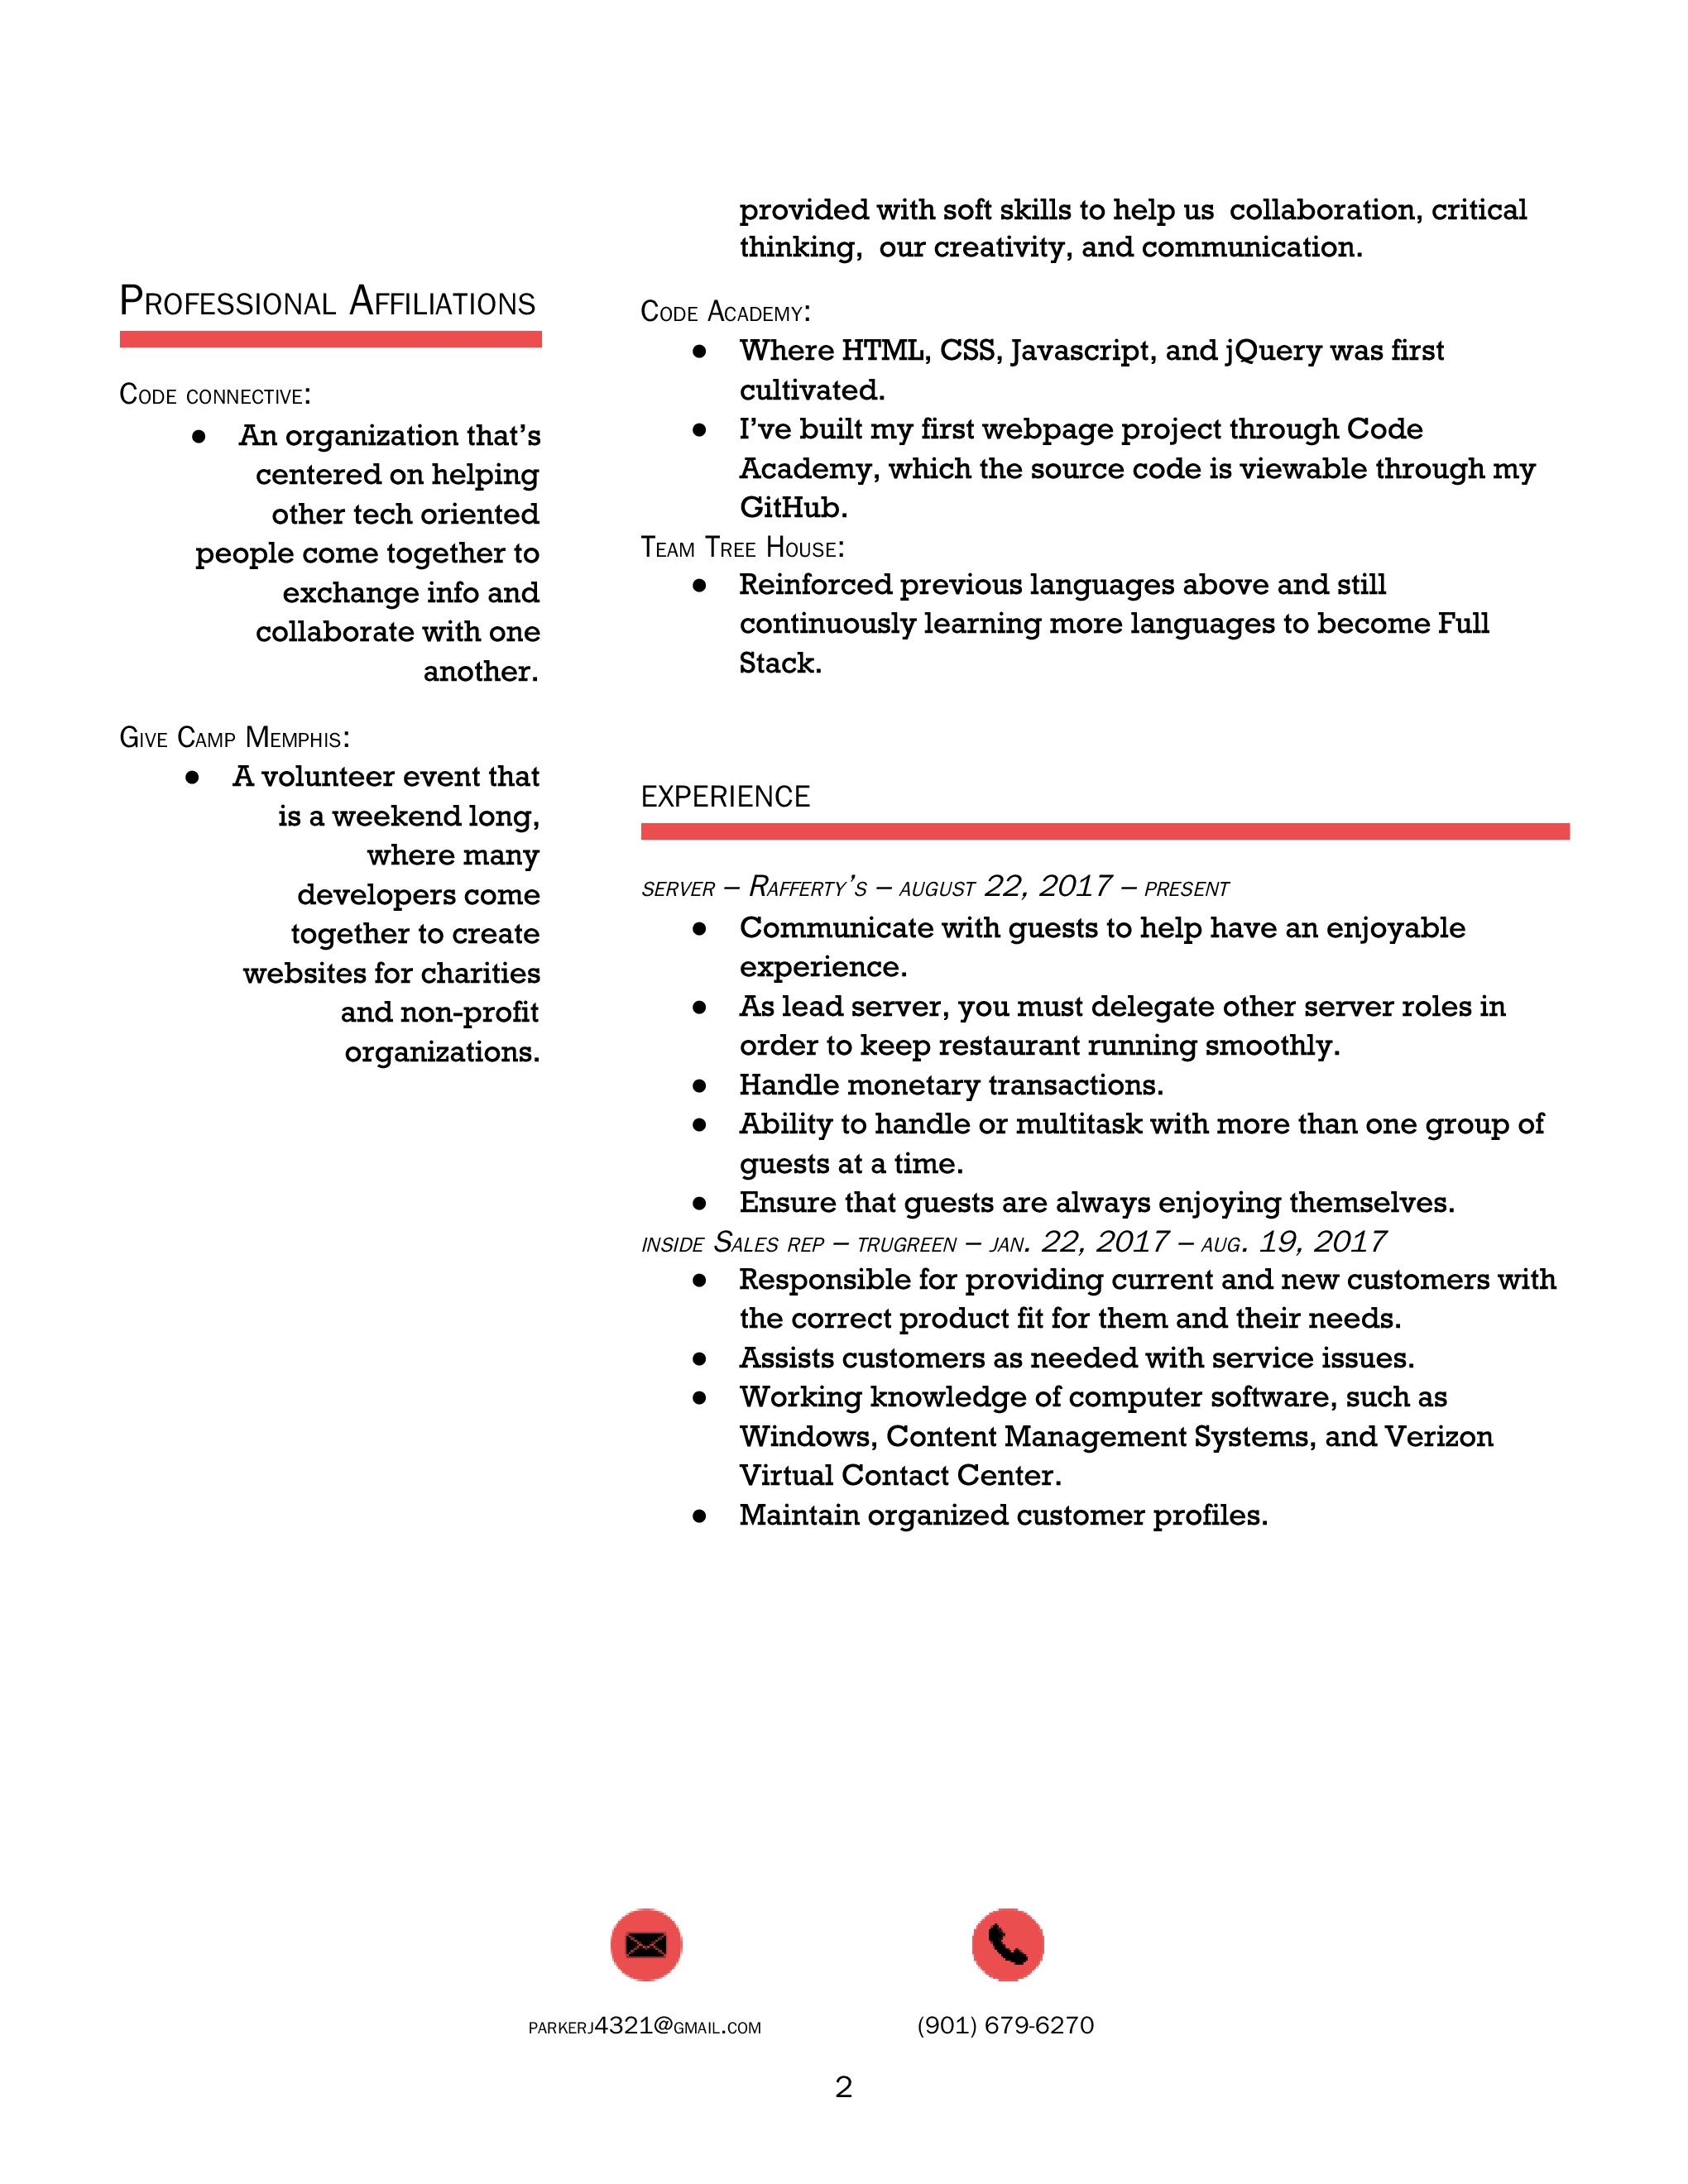 Professional Affiliations
Code connective:
● An organization that’s
centered on helping
other tech oriented
people come together to
exchange info and
collaborate with one
another.
Give Camp Memphis:
● A volunteer event that
is a weekend long,
where many
developers come
together to create
websites for charities
and non-profit
organizations.
provided with soft skills to help us  collaboration, critical
thinking,  our creativity, and communication.
Code Academy:
● Where HTML, CSS, Javascript, and jQuery was first
cultivated.
● I’ve built my first webpage project through Code
Academy, which the source code is viewable through my
GitHub.
Team Tree House:
● Reinforced previous languages above and still
continuously learning more languages to become Full
Stack.
EXPERIENCE
server – Rafferty’s – august 22, 2017 – present
● Communicate with guests to help have an enjoyable
experience.
● As lead server, you must delegate other server roles in
order to keep restaurant running smoothly.
● Handle monetary transactions.
● Ability to handle or multitask with more than one group of
guests at a time.
● Ensure that guests are always enjoying themselves.
inside Sales rep – trugreen – jan. 22, 2017 – aug. 19, 2017
● Responsible for providing current and new customers with
the correct product fit for them and their needs.
● Assists customers as needed with service issues.
● Working knowledge of computer software, such as
Windows, Content Management Systems, and Verizon
Virtual Contact Center.
● Maintain organized customer profiles.
parkerj4321@gmail.com
(901) 679-6270
2